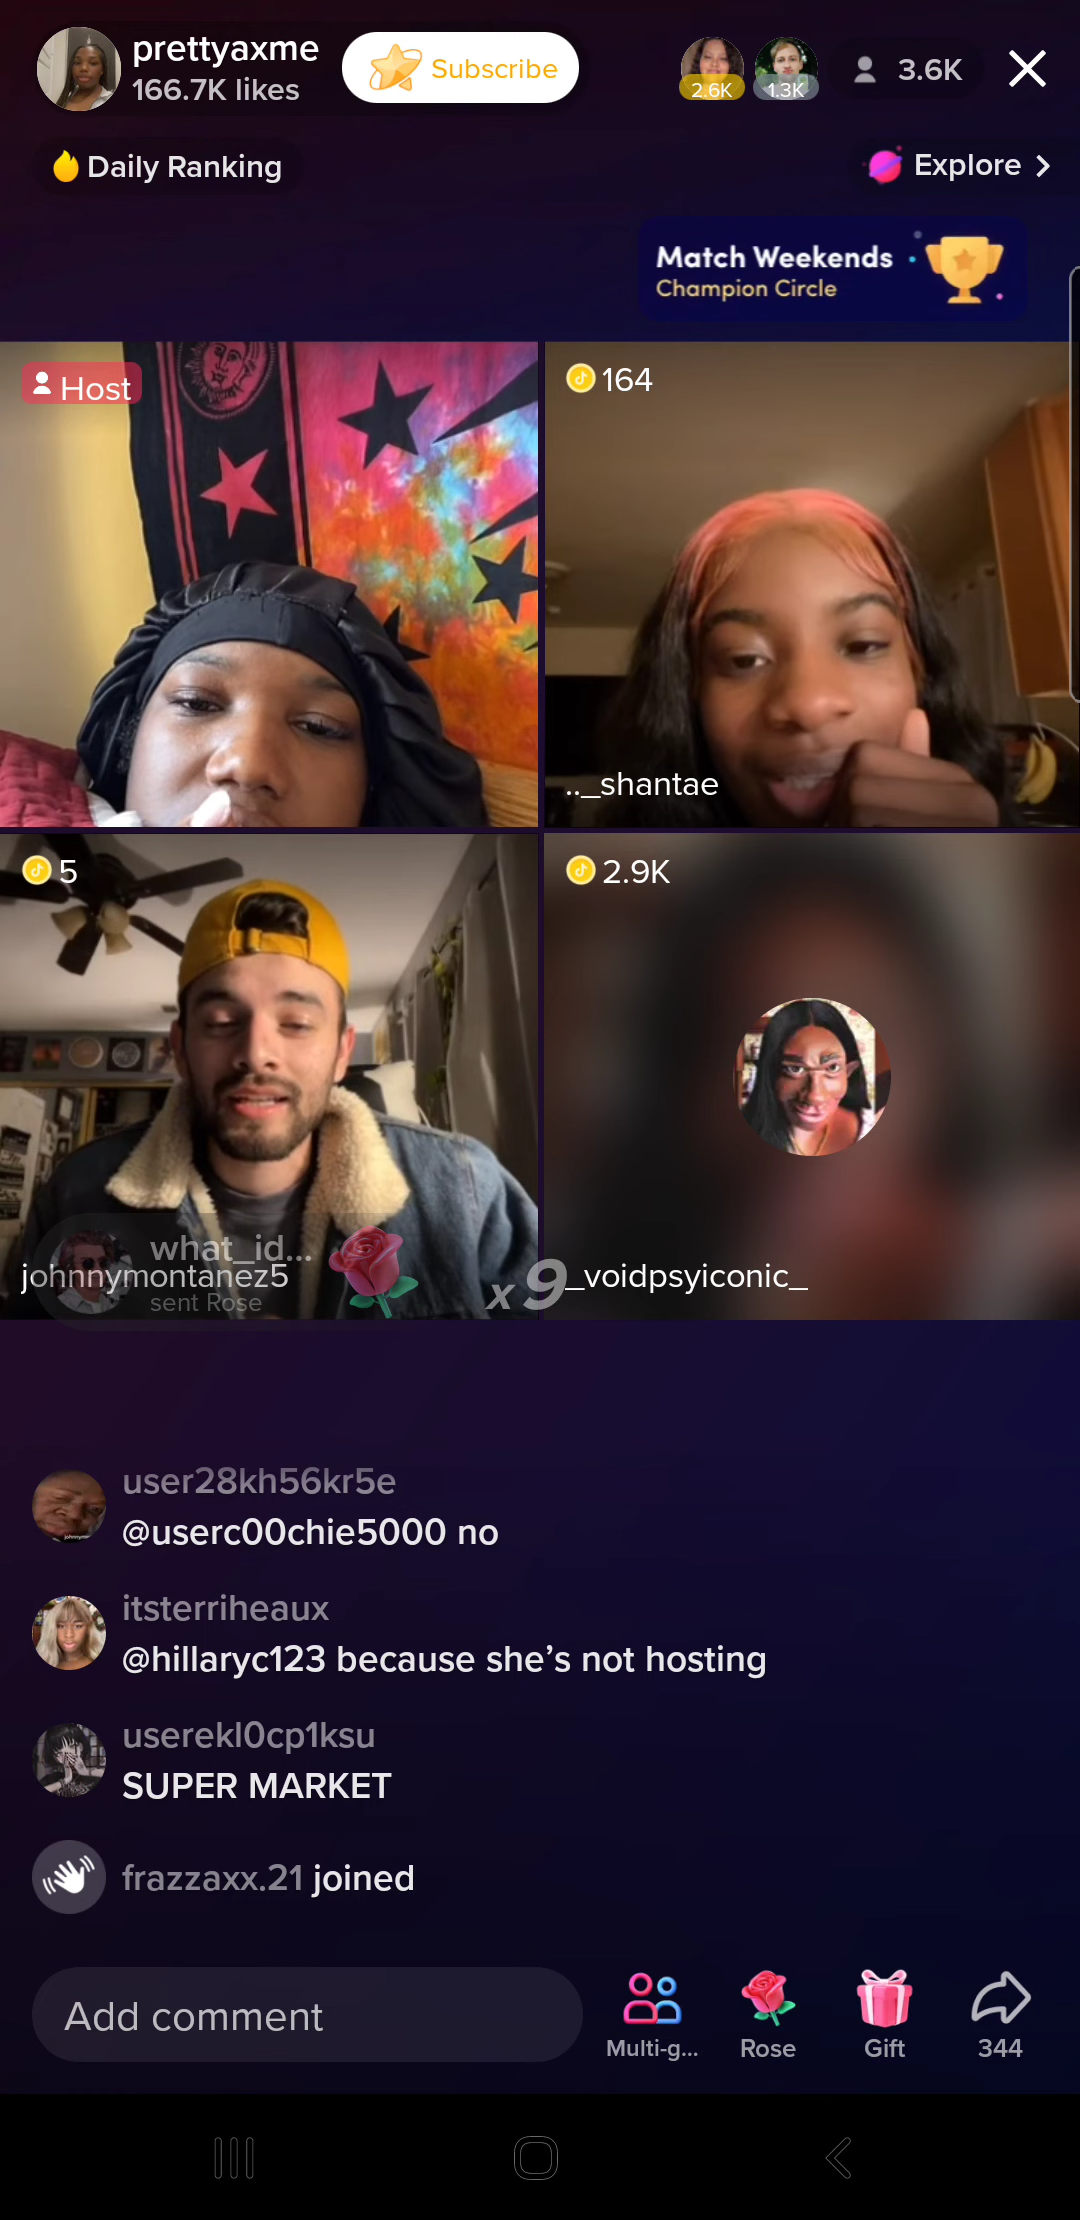 prettyaxme
166.7K likes
Subscribe
2.6K
1.3K
3.6K
Daily Ranking
Explore
Match Weekends
Champion Circle
Host
164
.._shantae
5
2.9K
what_id...
johnnymontanez5
sent Rose
x 9
_voidpsyiconic_
user28kh56kr5e
@userc00chie5000 no
itsterriheaux
@hillaryc123 because she’s not hosting
userekl0cp1ksu
SUPER MARKET
frazzaxx.21 joined
Add comment
Multi-g...
Rose
Gift
344